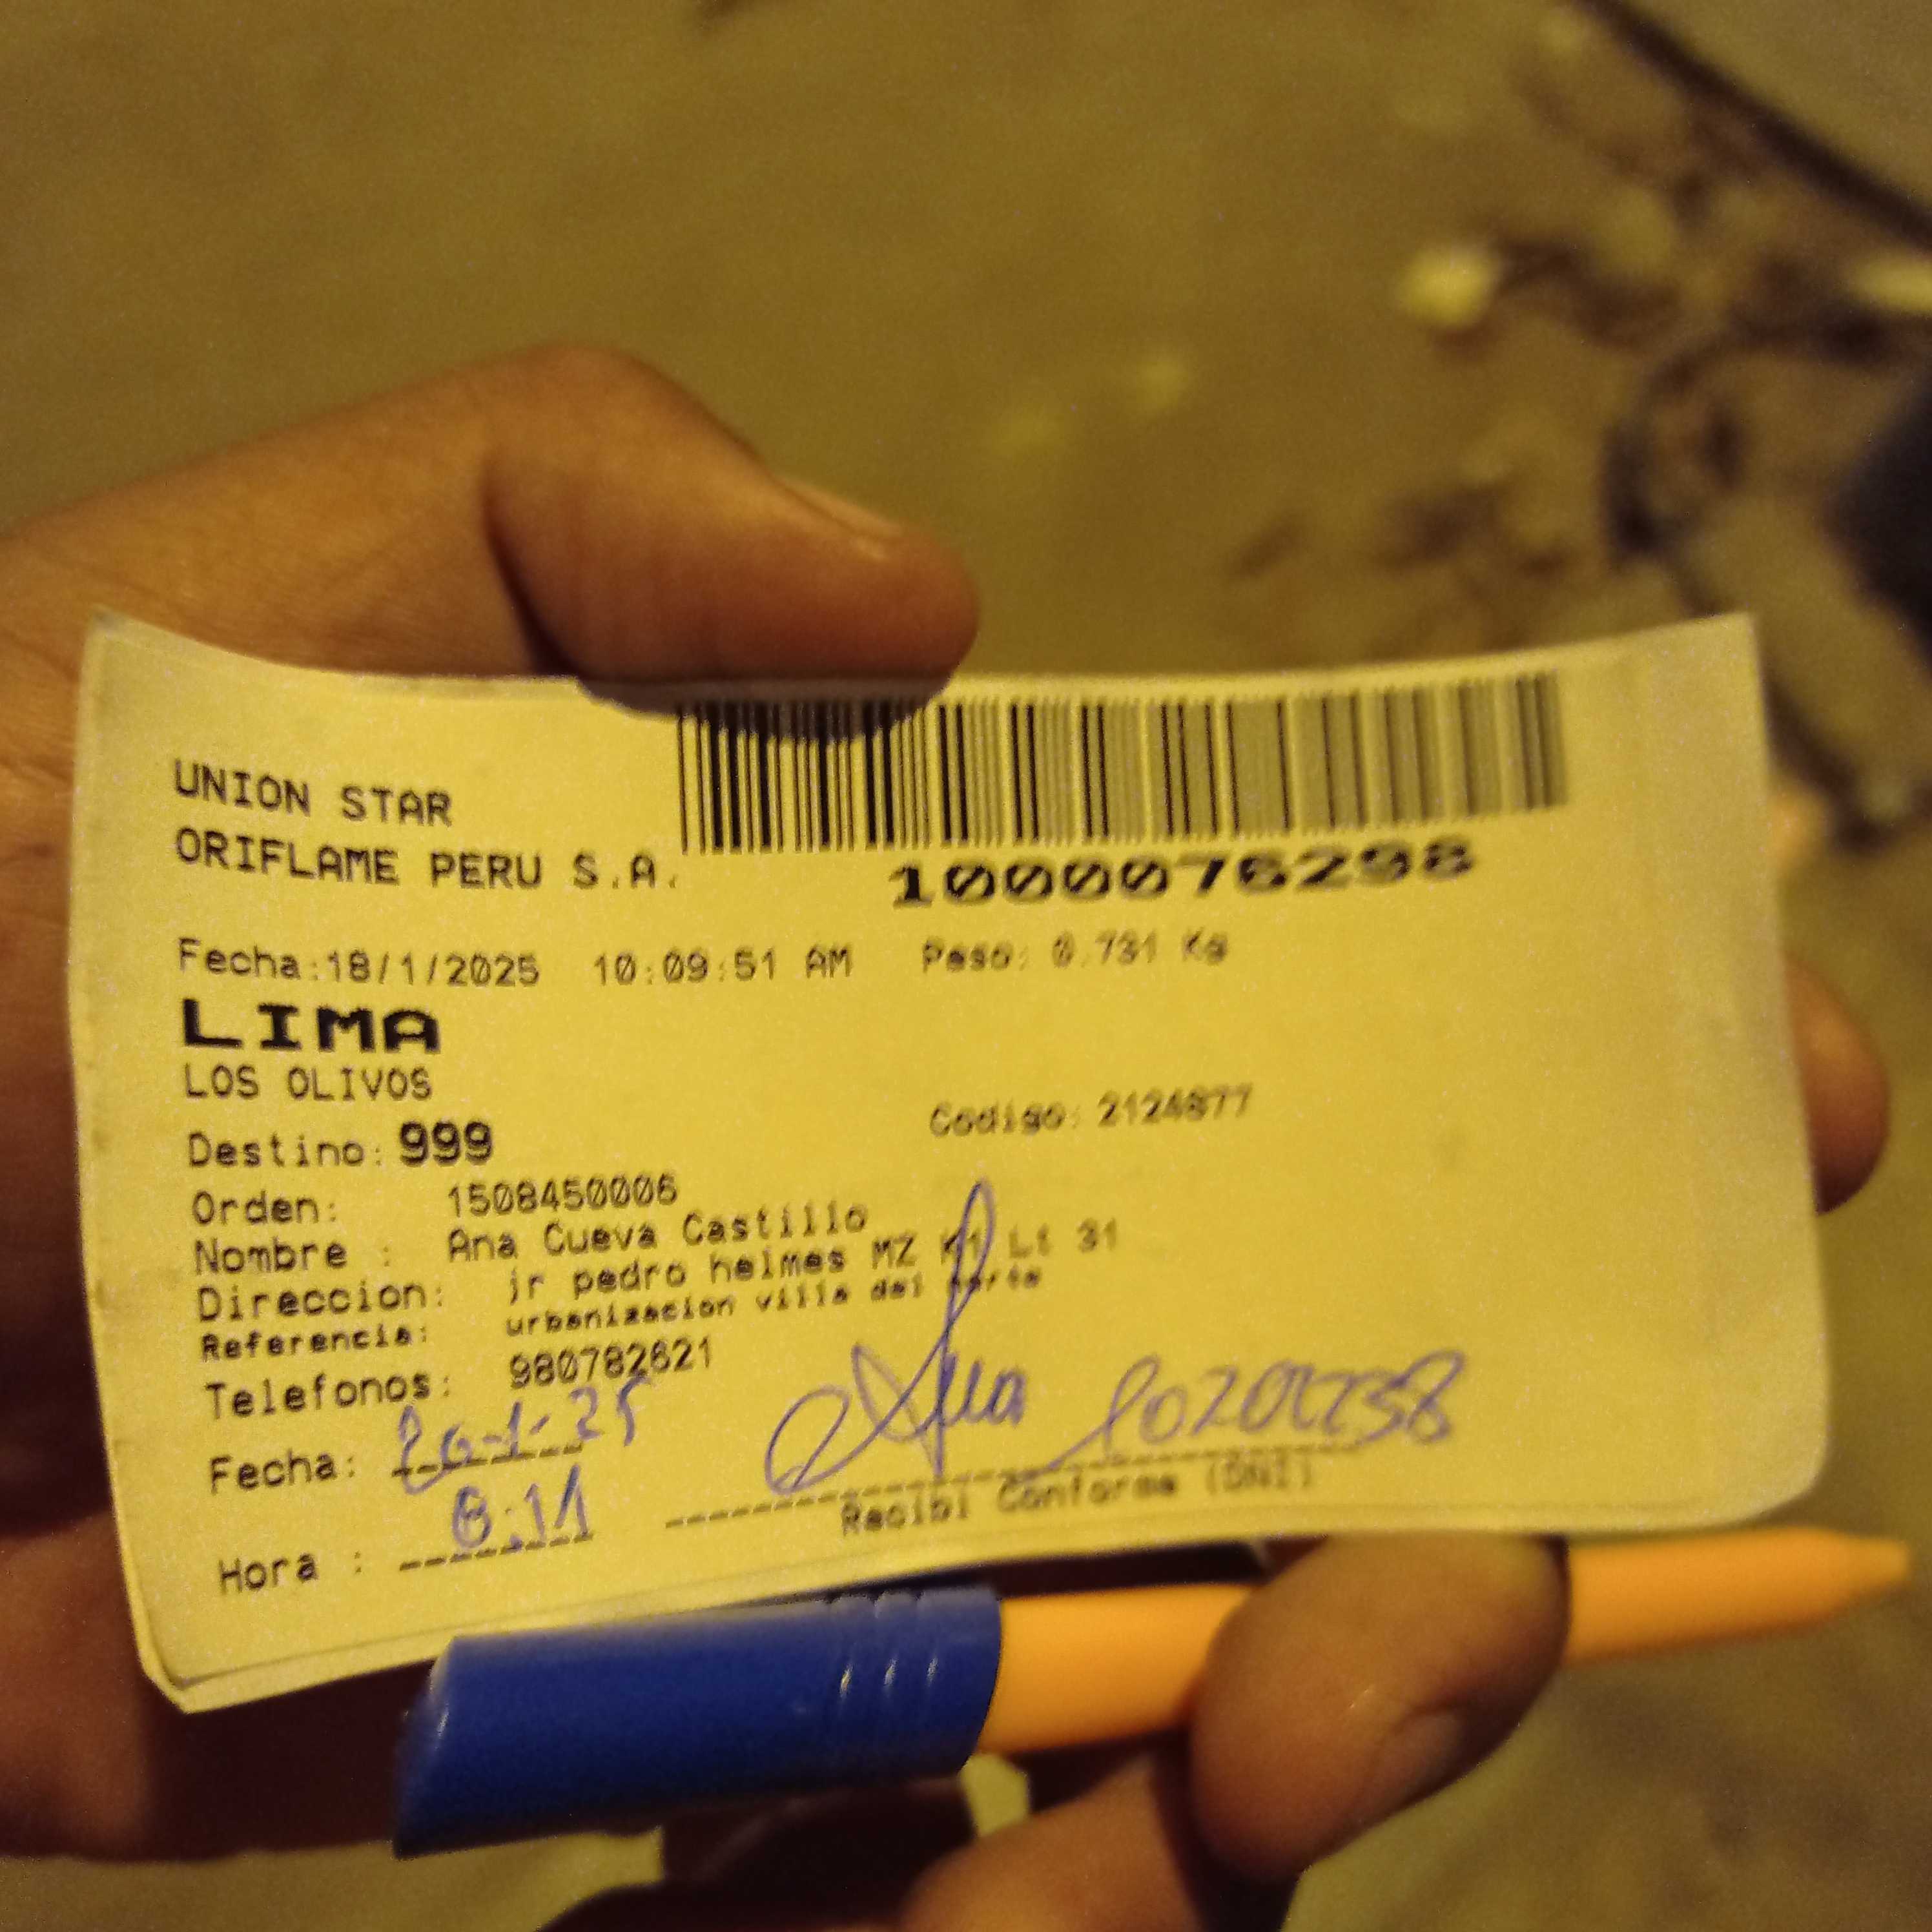 UNION STAR
ORIFLAME PERU S.A.
1000076298
Fecha:18/1/2025 10:09:51 AM Peso: 0.731 Kg
LIMA
LOS OLIVOS
Codigo: 2124877
Destino: 999
Orden: 1508450006
Nombre : Ana Cueva Castillo
Direccion: jr pedro helmes MZ K1 Lt 31
Referencia: urbanizacion villa del norte
Telefonos: 980782621
Fecha: 20-1-25
Hora : 8:11
Ana
Recibi Conforme (DNI)